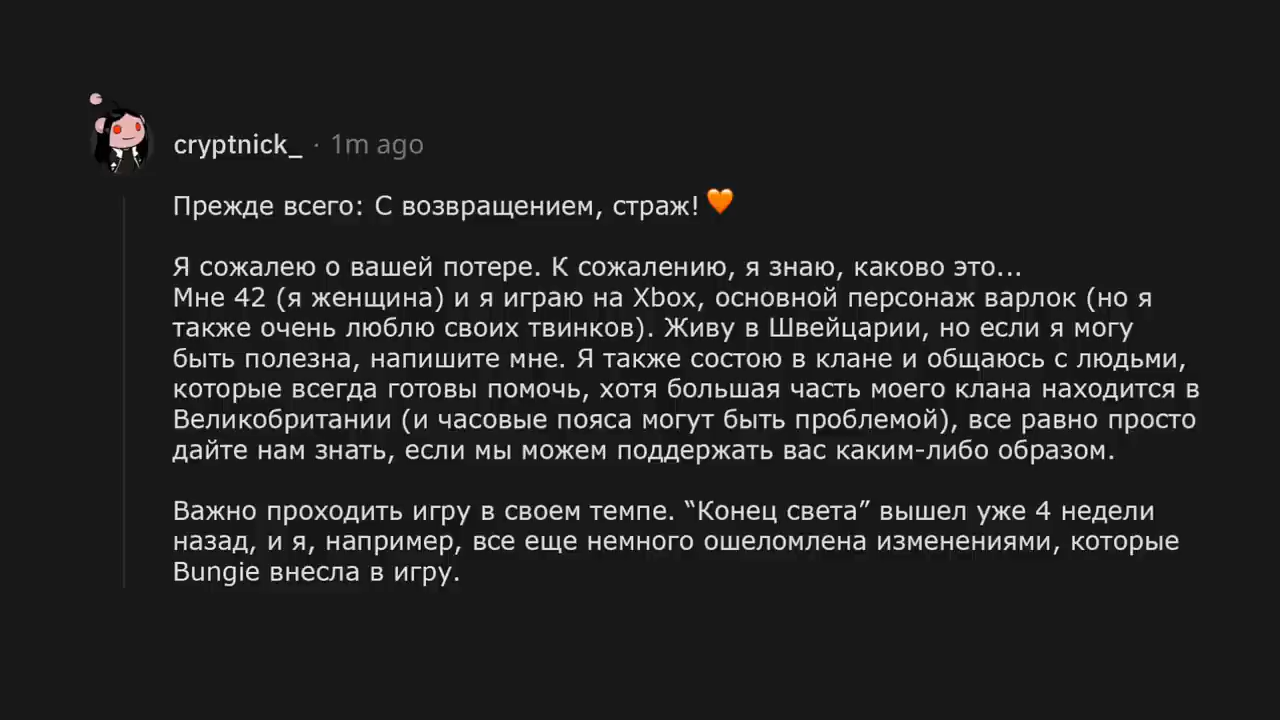 cryptnick_ · 1m ago
Прежде всего: С возвращением, страж! 🧡
Я сожалею о вашей потере. К сожалению, я знаю, каково это...
Мне 42 (я женщина) и я играю на Xbox, основной персонаж варлок (но я
также очень люблю своих твинков). Живу в Швейцарии, но если я могу
быть полезна, напишите мне. Я также состою в клане и общаюсь с людьми,
которые всегда готовы помочь, хотя большая часть моего клана находится в
Великобритании (и часовые пояса могут быть проблемой), все равно просто
дайте нам знать, если мы можем поддержать вас каким-либо образом.
Важно проходить игру в своем темпе. “Конец света” вышел уже 4 недели
назад, и я, например, все еще немного ошеломлена изменениями, которые
Bungie внесла в игру.